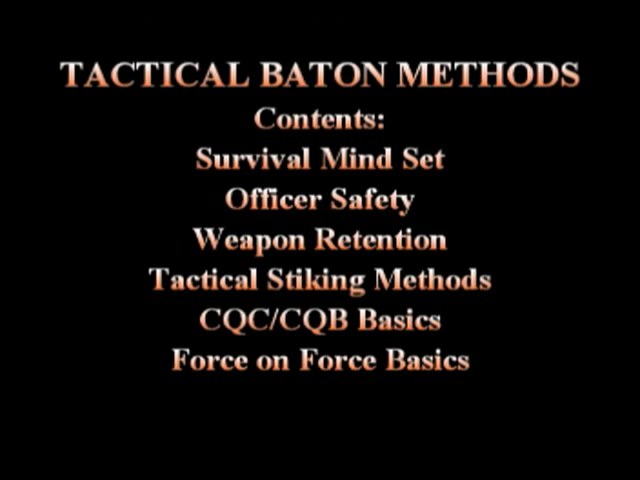 TACTICAL BATON METHODS
Contents:
Survival Mind Set
Officer Safety
Weapon Retention
Tactical Stiking Methods
CQC/CQB Basics
Force on Force Basics